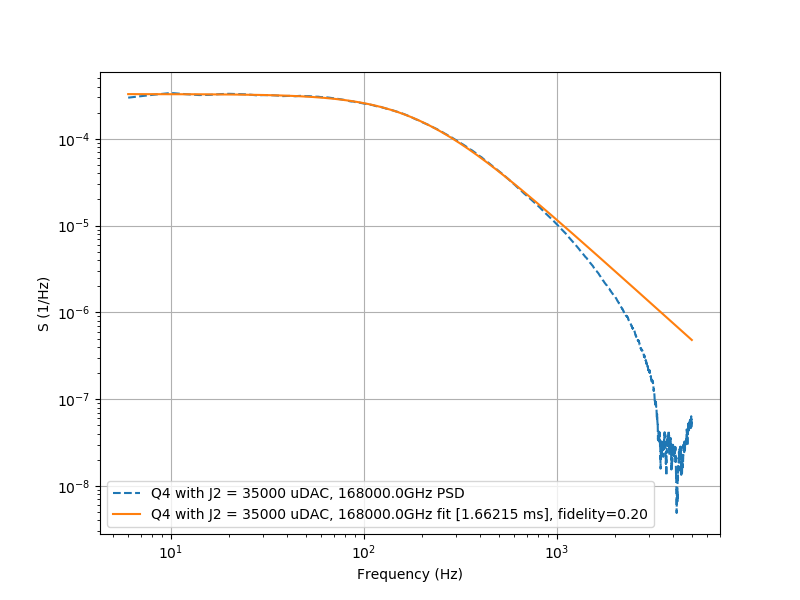 S (1/Hz)
10⁻⁴
10⁻⁵
10⁻⁶
10⁻⁷
10⁻⁸
Q4 with J2 = 35000 uDAC, 168000.0GHz PSD
Q4 with J2 = 35000 uDAC, 168000.0GHz fit [1.66215 ms], fidelity=0.20
10¹ 10² 10³
Frequency (Hz)